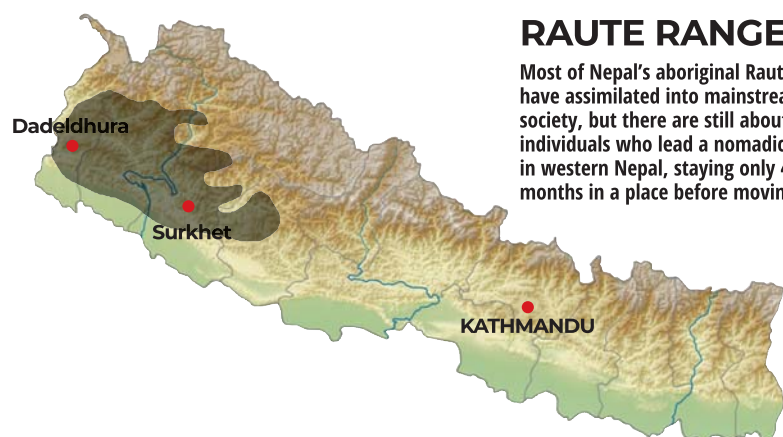 RAUTE RANGE
Most of Nepal's aboriginal Raut
have assimilated into mainstrea
society, but there are still about
individuals who lead a nomadic
in western Nepal, staying only 4
months in a place before movin
Dadeldhura
Surkhet
KATHMANDU